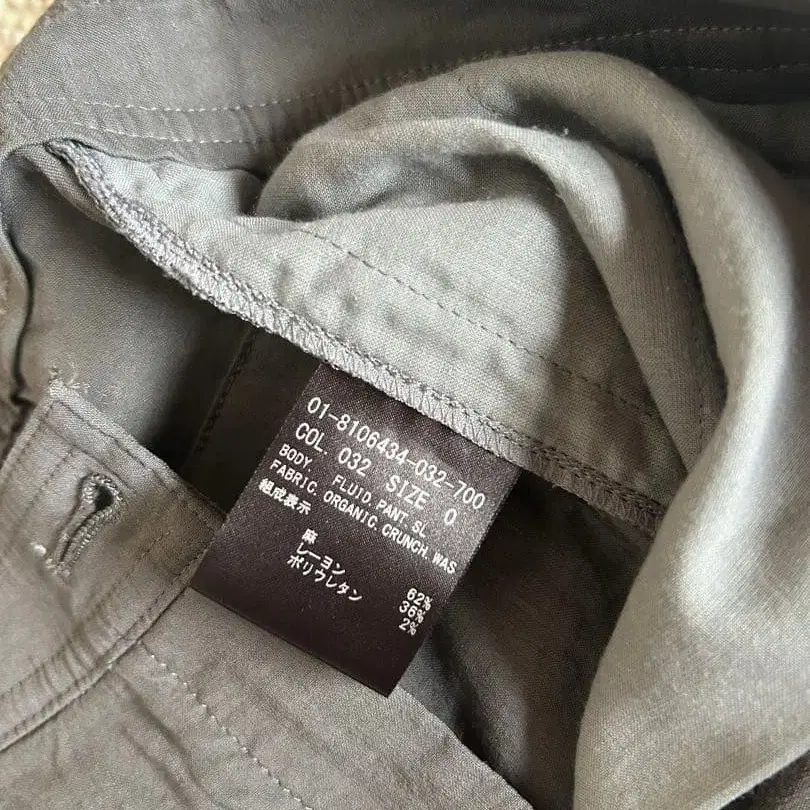 01-8106434-032-700
COL. 032 SIZE 0
BODY. FLUID.PANT.SL
FABRIC.ORGANIC.CRUNCH.WAS
組成表示
麻 62%
レーヨン 36%
ポリウレタン 2%